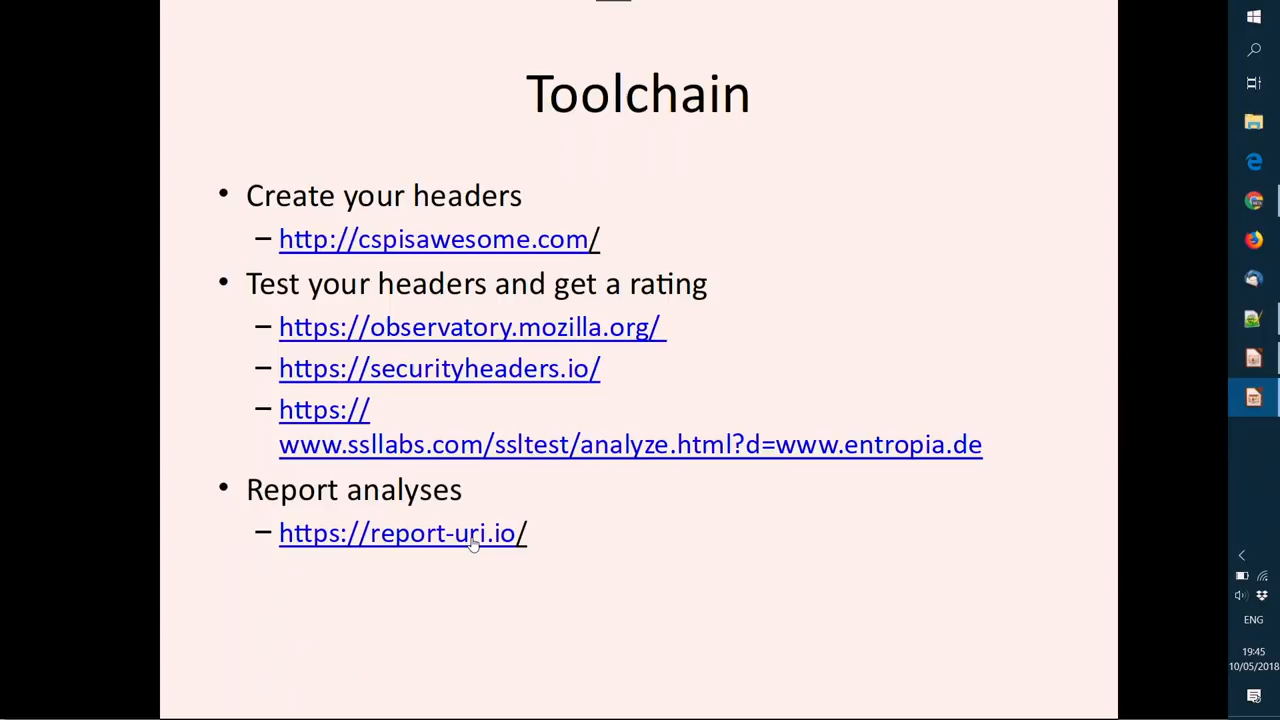 Toolchain
• Create your headers
– http://cspisawesome.com/
• Test your headers and get a rating
– https://observatory.mozilla.org/
– https://securityheaders.io/
– https://
www.ssllabs.com/ssltest/analyze.html?d=www.entropia.de
• Report analyses
– https://report-uri.io/
ENG
19:45
10/05/2018